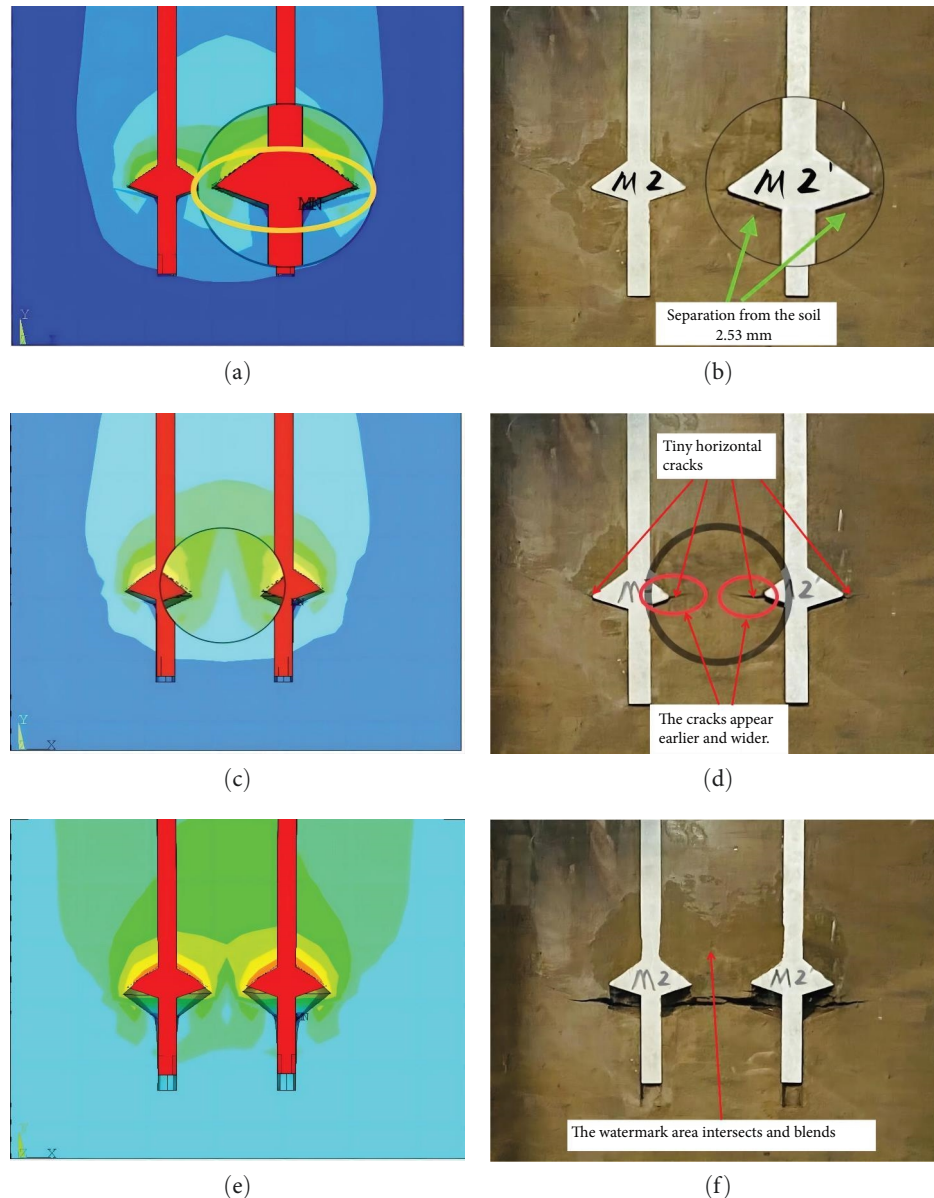 M2
M2'
Separation from the soil
2.53 mm
Y
(a)
(b)
Tiny horizontal
cracks
The cracks appear
earlier and wider.
Y
X
(c)
(d)
M2
M2'
The watermark area intersects and blends
X
(e)
(f)